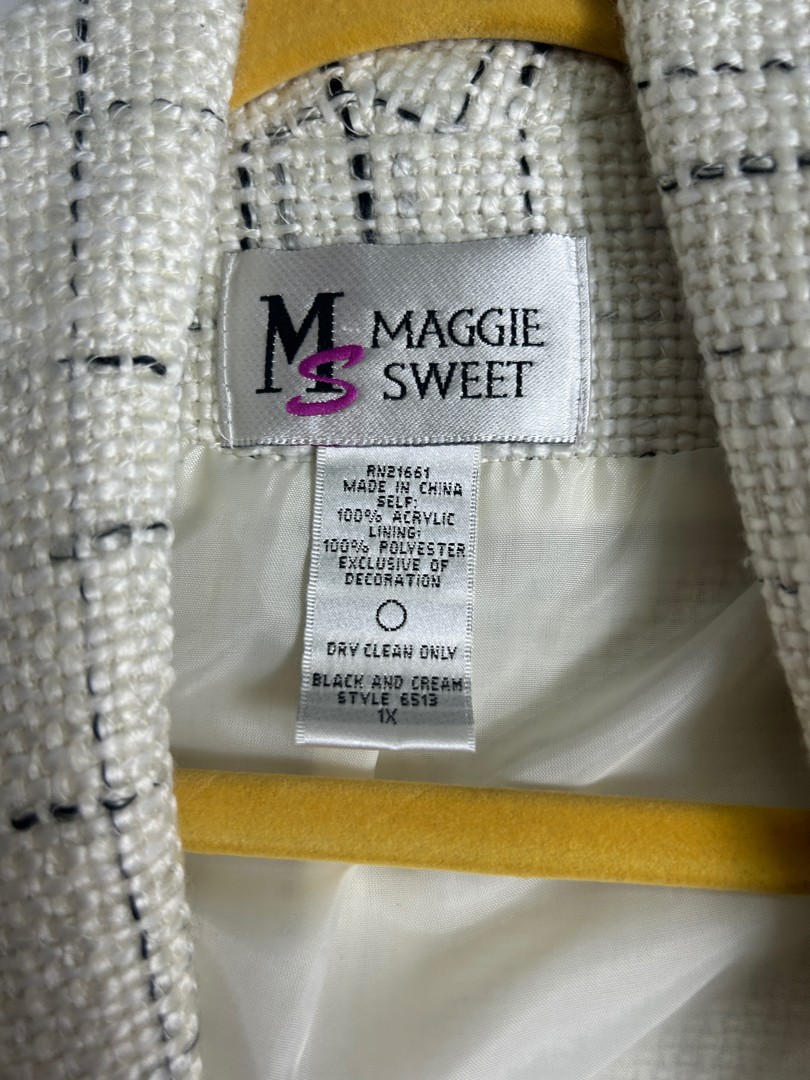 MS
MAGGIE
SWEET
RN21661
MADE IN CHINA
SELF:
100% ACRYLIC
LINING:
100% POLYESTER
EXCLUSIVE OF
DECORATION
DRY CLEAN ONLY
BLACK AND CREAM
STYLE 6513
1X